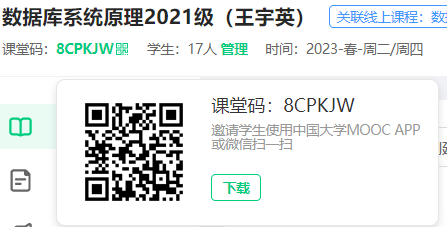 数据库系统原理2021级（王宇英）
关联线上课程：数
课堂码：8CPKJW 学生：17人 管理 时间：2023-春-周二/周四
课堂码：8CPKJW
邀请学生使用中国大学MOOC APP
或微信扫一扫
下载